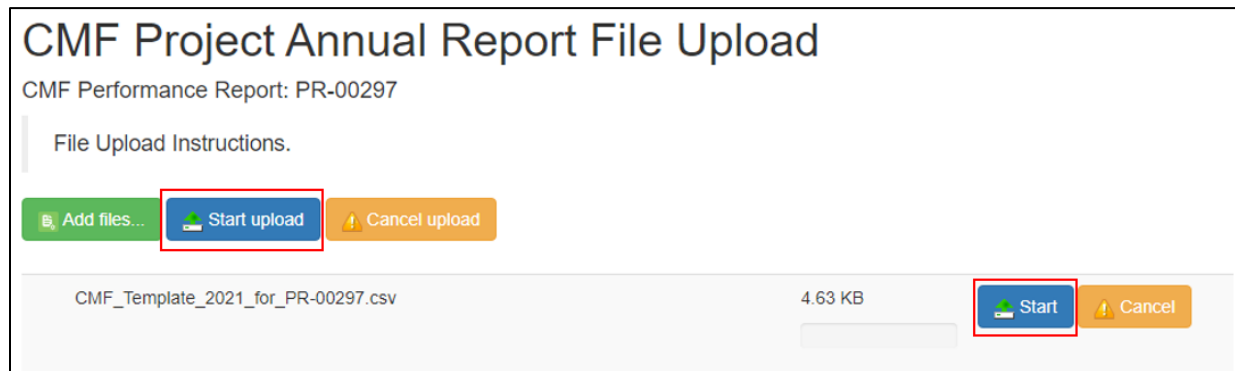 CMF Project Annual Report File Upload
CMF Performance Report: PR-00297
File Upload Instructions.
Add files... Start upload Cancel upload
CMF_Template_2021_for_PR-00297.csv 4.63 KB Start Cancel